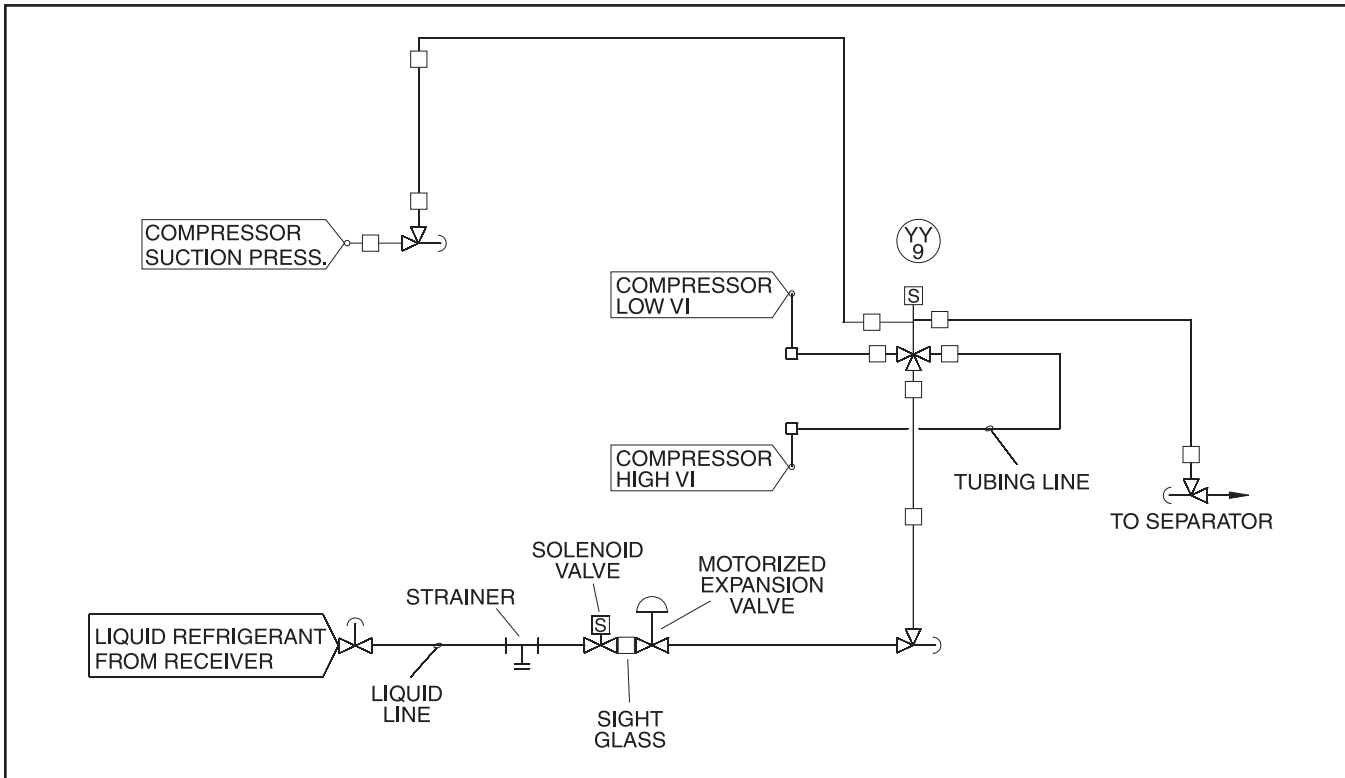 COMPRESSOR
SUCTION PRESS.
YY
9
S
COMPRESSOR
LOW VI
COMPRESSOR
HIGH VI
TUBING LINE
TO SEPARATOR
SOLENOID
VALVE
S
MOTORIZED
EXPANSION
VALVE
STRAINER
LIQUID REFRIGERANT
FROM RECEIVER
LIQUID
LINE
SIGHT
GLASS